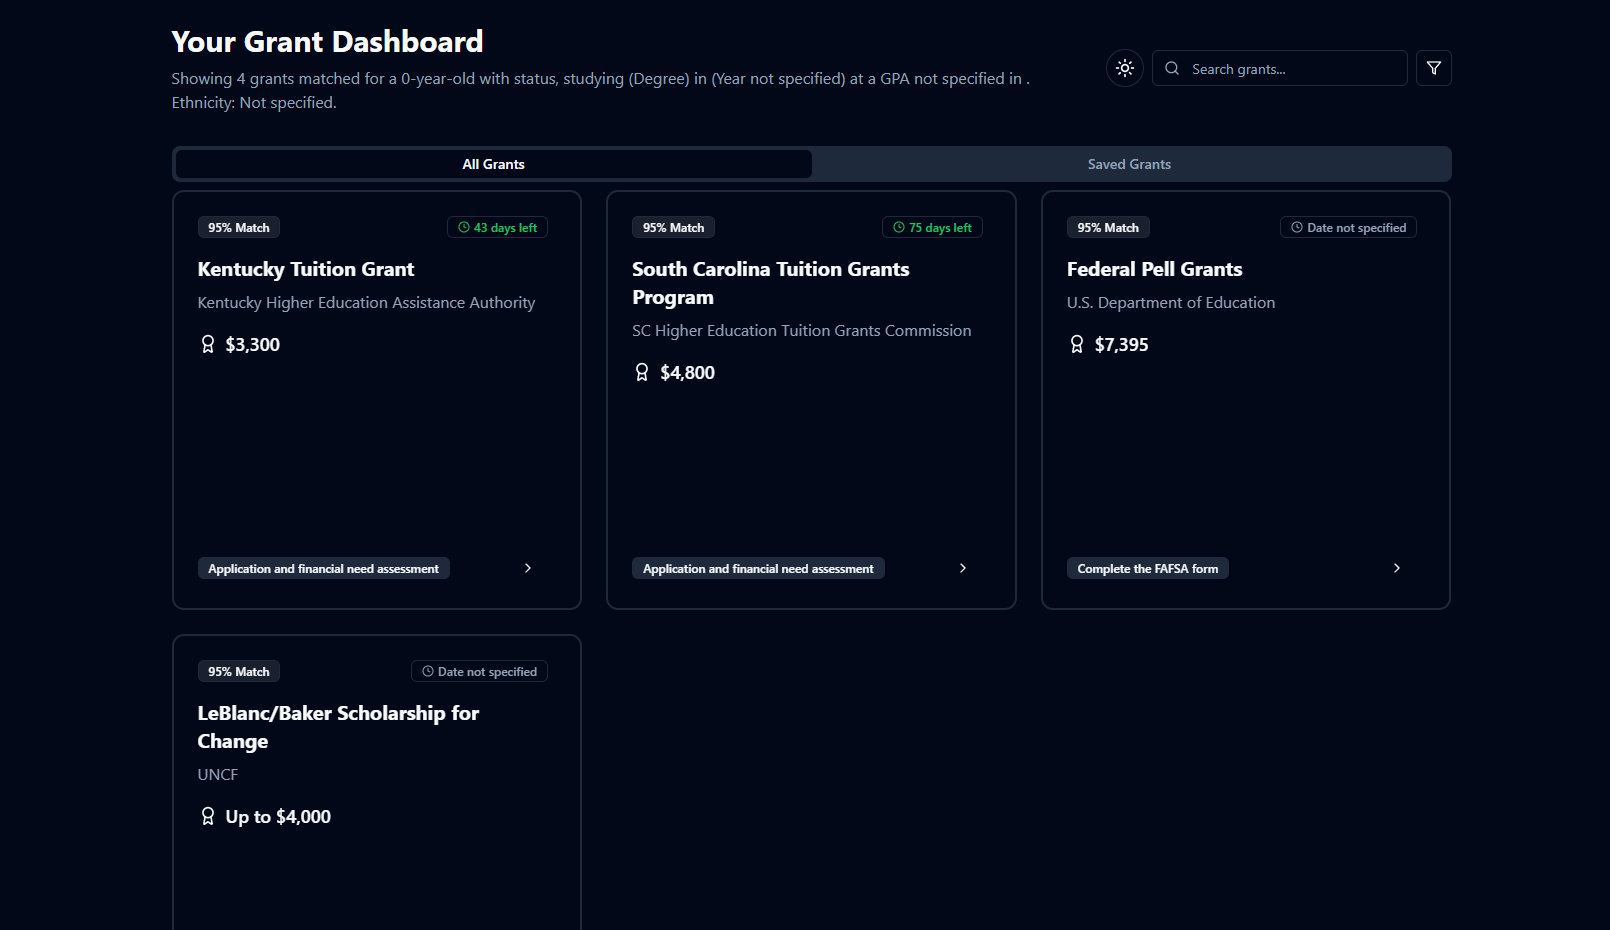 Your Grant Dashboard
Showing 4 grants matched for a 0-year-old with status, studying (Degree) in (Year not specified) at a GPA not specified in .
Ethnicity: Not specified.
Search grants...
All Grants
Saved Grants
95% Match
43 days left
Kentucky Tuition Grant
Kentucky Higher Education Assistance Authority
$3,300
Application and financial need assessment
95% Match
75 days left
South Carolina Tuition Grants
Program
SC Higher Education Tuition Grants Commission
$4,800
Application and financial need assessment
95% Match
Date not specified
Federal Pell Grants
U.S. Department of Education
$7,395
Complete the FAFSA form
95% Match
Date not specified
LeBlanc/Baker Scholarship for
Change
UNCF
Up to $4,000